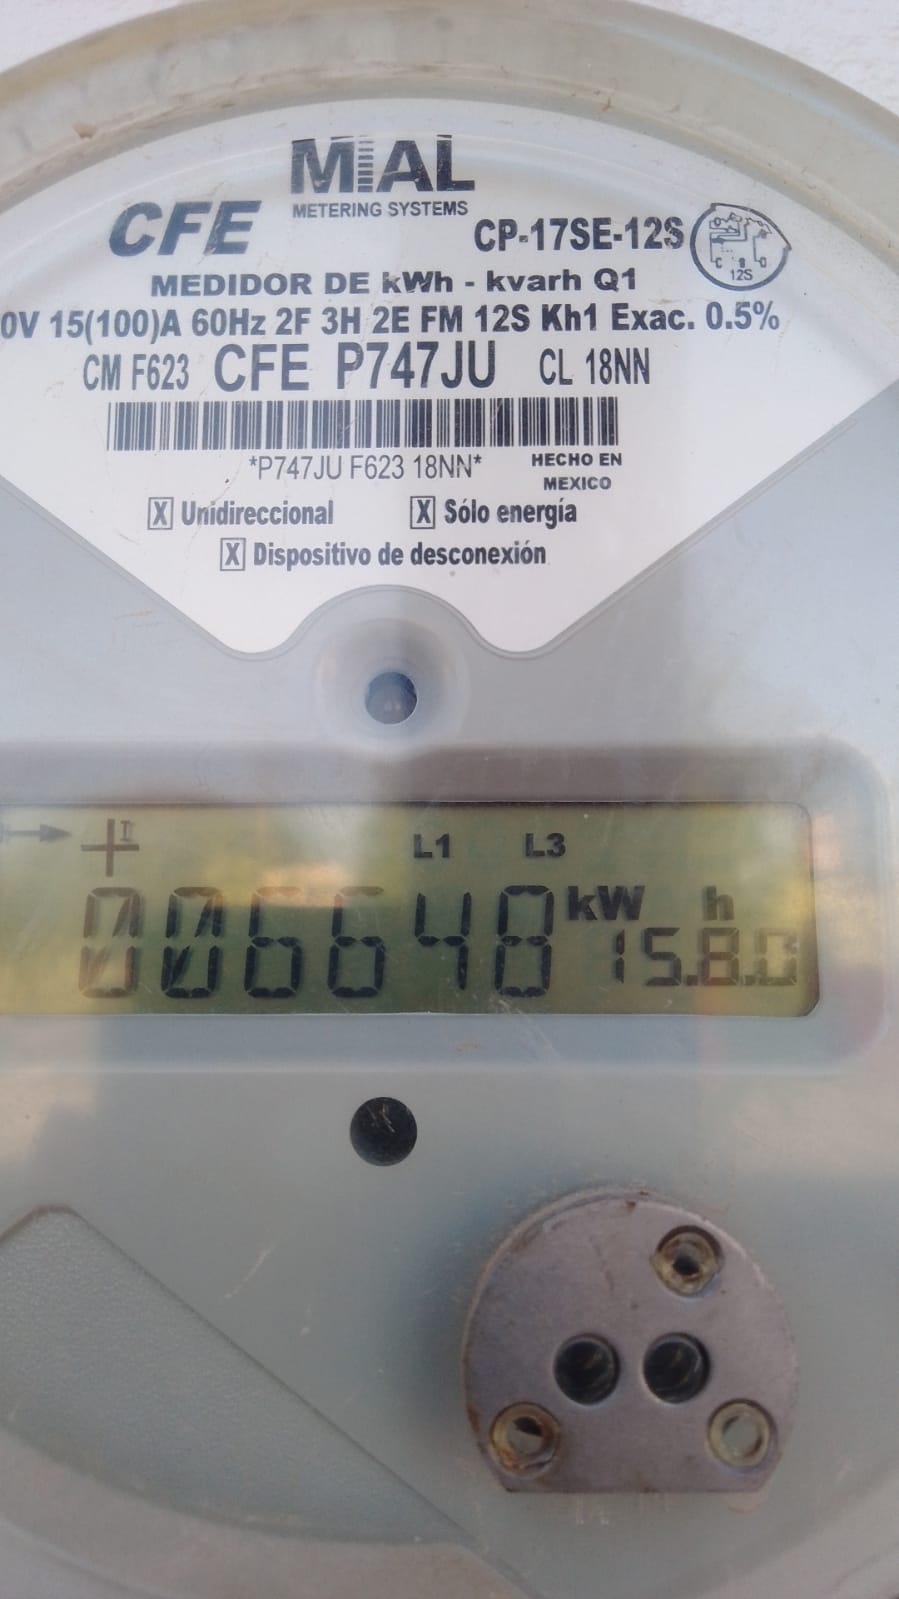 MIAL
METERING SYSTEMS
CFE
CP-17SE-12S
12S
MEDIDOR DE kWh - kvarh Q1
0V 15(100)A 60Hz 2F 3H 2E FM 12S Kh1 Exac. 0.5%
CM F623 CFE P747JU CL 18NN
*P747JU F623 18NN* HECHO EN
MEXICO
X Unidireccional X Sólo energía
X Dispositivo de desconexión
L1 L3
006648 kW h 15.8.0